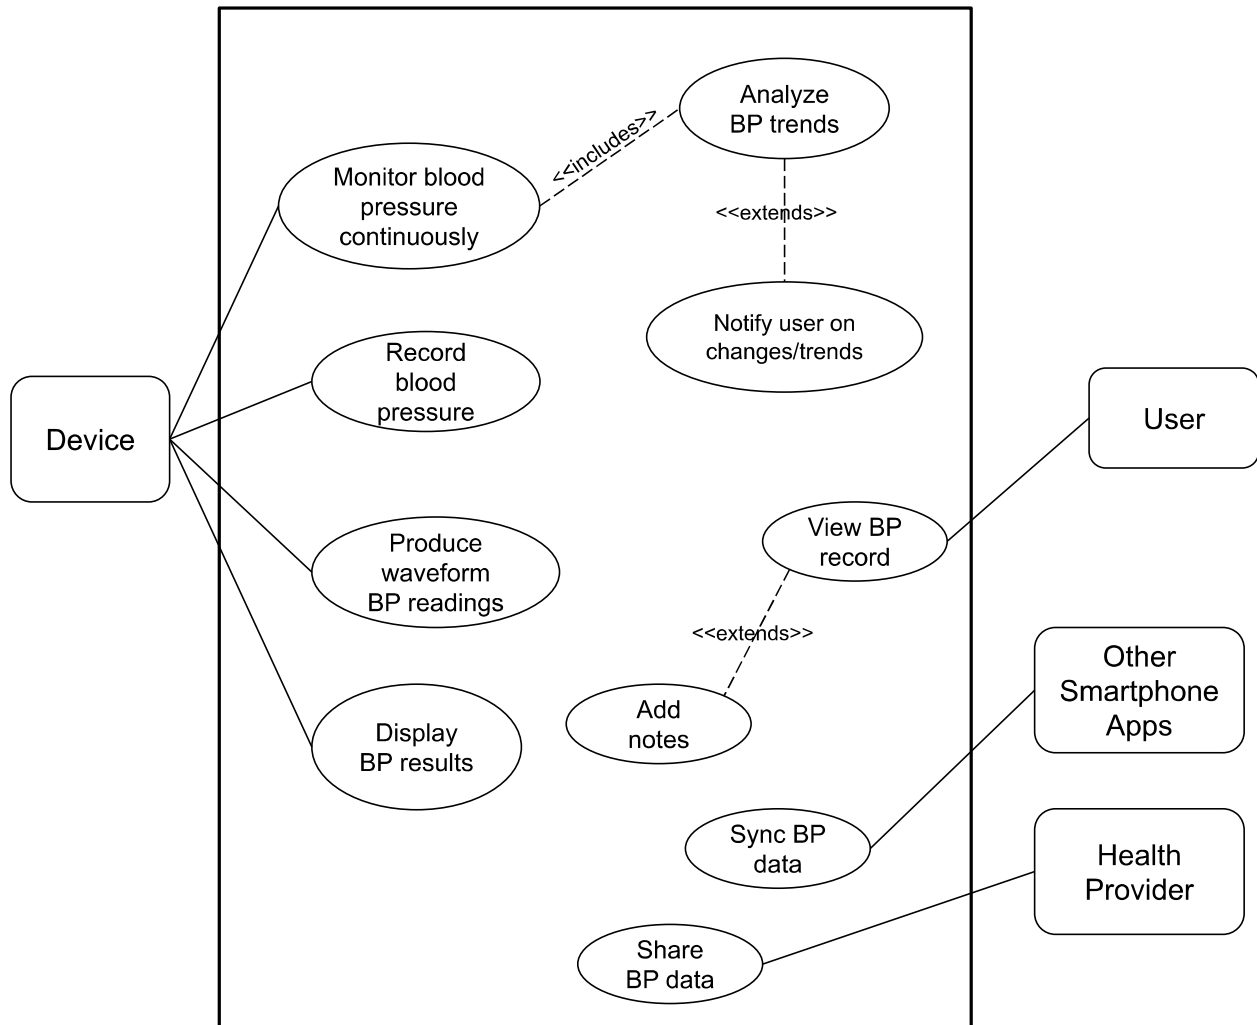 Analyze
BP trends
<<includes>>
Monitor blood
pressure
continuously
<<extends>>
Notify user on
changes/trends
Record
blood
pressure
Device
User
View BP
record
Produce
waveform
BP readings
<<extends>>
Other
Smartphone
Apps
Add
notes
Display
BP results
Sync BP
data
Health
Provider
Share
BP data